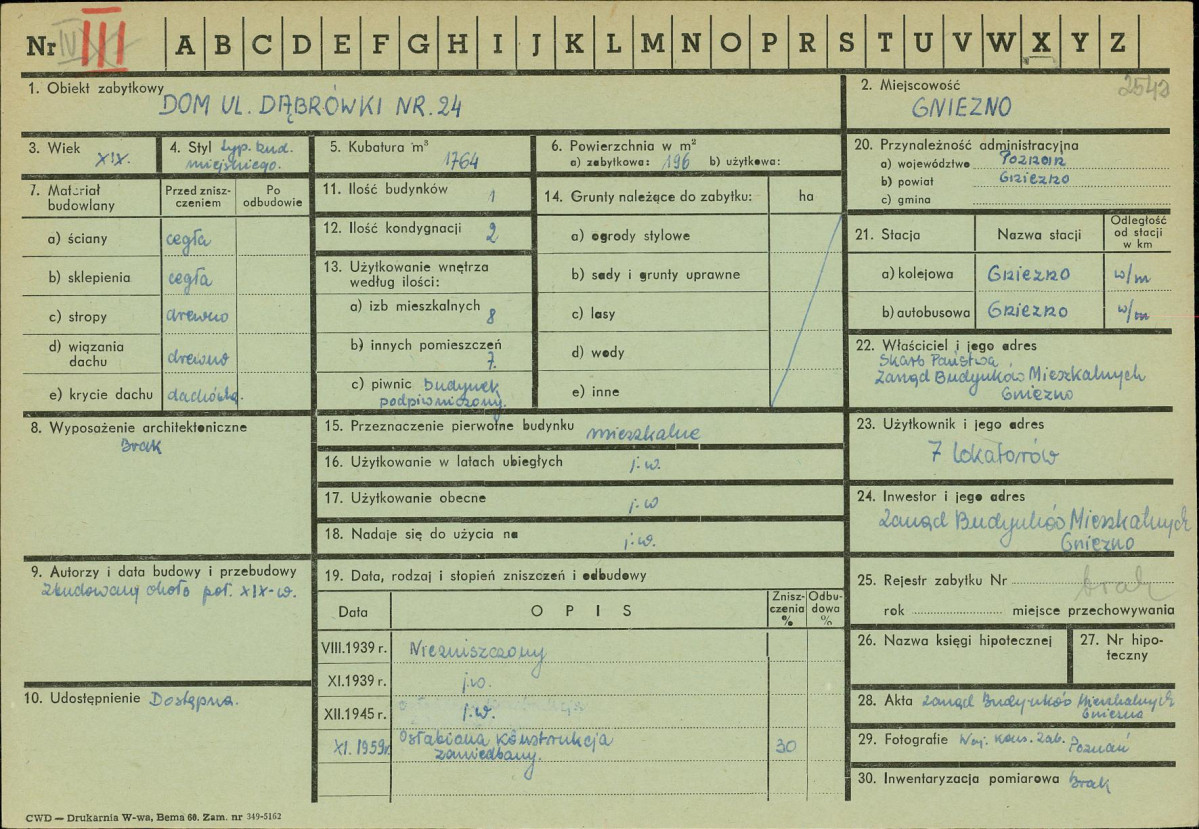 Nr IV III A B C D E F G H I J K L M N O P R S T U V W X Y Z
1. Obiekt zabytkowy
DOM UL. DĄBRÓWKI NR. 24
2. Miejscowość
2542
GNIEZNO
3. Wiek
XIX.
4. Styl typ. bud.
miejskiego.
5. Kubatura m³
1764
6. Powierzchnia w m²
a) zabytkowa: 196 b) użytkowa:
20. Przynależność administracyjna
a) województwo Poznań
b) powiat Gniezno
c) gmina
7. Materiał
budowlany
Przed znisz-
czeniem
Po
odbudowie
a) ściany cegła
b) sklepienia cegła
c) stropy drewno
d) wiązania
dachu drewno
e) krycie dachu dachówka.
11. Ilość budynków 1
12. Ilość kondygnacji 2
13. Użytkowanie wnętrza
według ilości:
a) izb mieszkalnych 8
b) innych pomieszczeń
7.
c) piwnic budynek
podpiwniczony.
14. Grunty należące do zabytku: ha
a) ogrody stylowe
b) sady i grunty uprawne
c) lasy
d) wody
e) inne
21. Stacja
Nazwa stacji
Odległość
od stacji
w km
a) kolejowa Gniezno w/m
b) autobusowa Gniezno w/m
22. Właściciel i jego adres
Skarb Państwa
Zarząd Budynków Mieszkalnych
Gniezno
8. Wyposażenie architektoniczne
Brak
15. Przeznaczenie pierwotne budynku mieszkalne
16. Użytkowanie w latach ubiegłych j.w.
17. Użytkowanie obecne j.w
18. Nadaje się do użycia na j.w.
23. Użytkownik i jego adres
7 lokatorów
24. Inwestor i jego adres
Zarząd Budynków Mieszkalnych
Gniezno
9. Autorzy i data budowy i przebudowy
Zbudowany około poł. XIX-w.
19. Data, rodzaj i stopień zniszczeń i odbudowy
Data
O P I S
Znisz-
czenia
%
Odbu-
dowa
%
VIII.1939 r. Niezniszczony
XI.1939 r. j.w.
XII.1945 r. j.w.
XI. 1959r. Osłabiana konstrukcja 30
zaniedbany.
25. Rejestr zabytku Nr brak
rok miejsce przechowywania
26. Nazwa księgi hipotecznej
27. Nr hipo-
teczny
10. Udostępnienie Dostępna.
28. Akta Zarząd Budynków Mieszkalnych
Gniezno
29. Fotografie Woj. Kons. Zab.
Poznań
30. Inwentaryzacja pomiarowa brak
CWD — Drukarnia W-wa, Bema 60. Zam. nr 349-5162